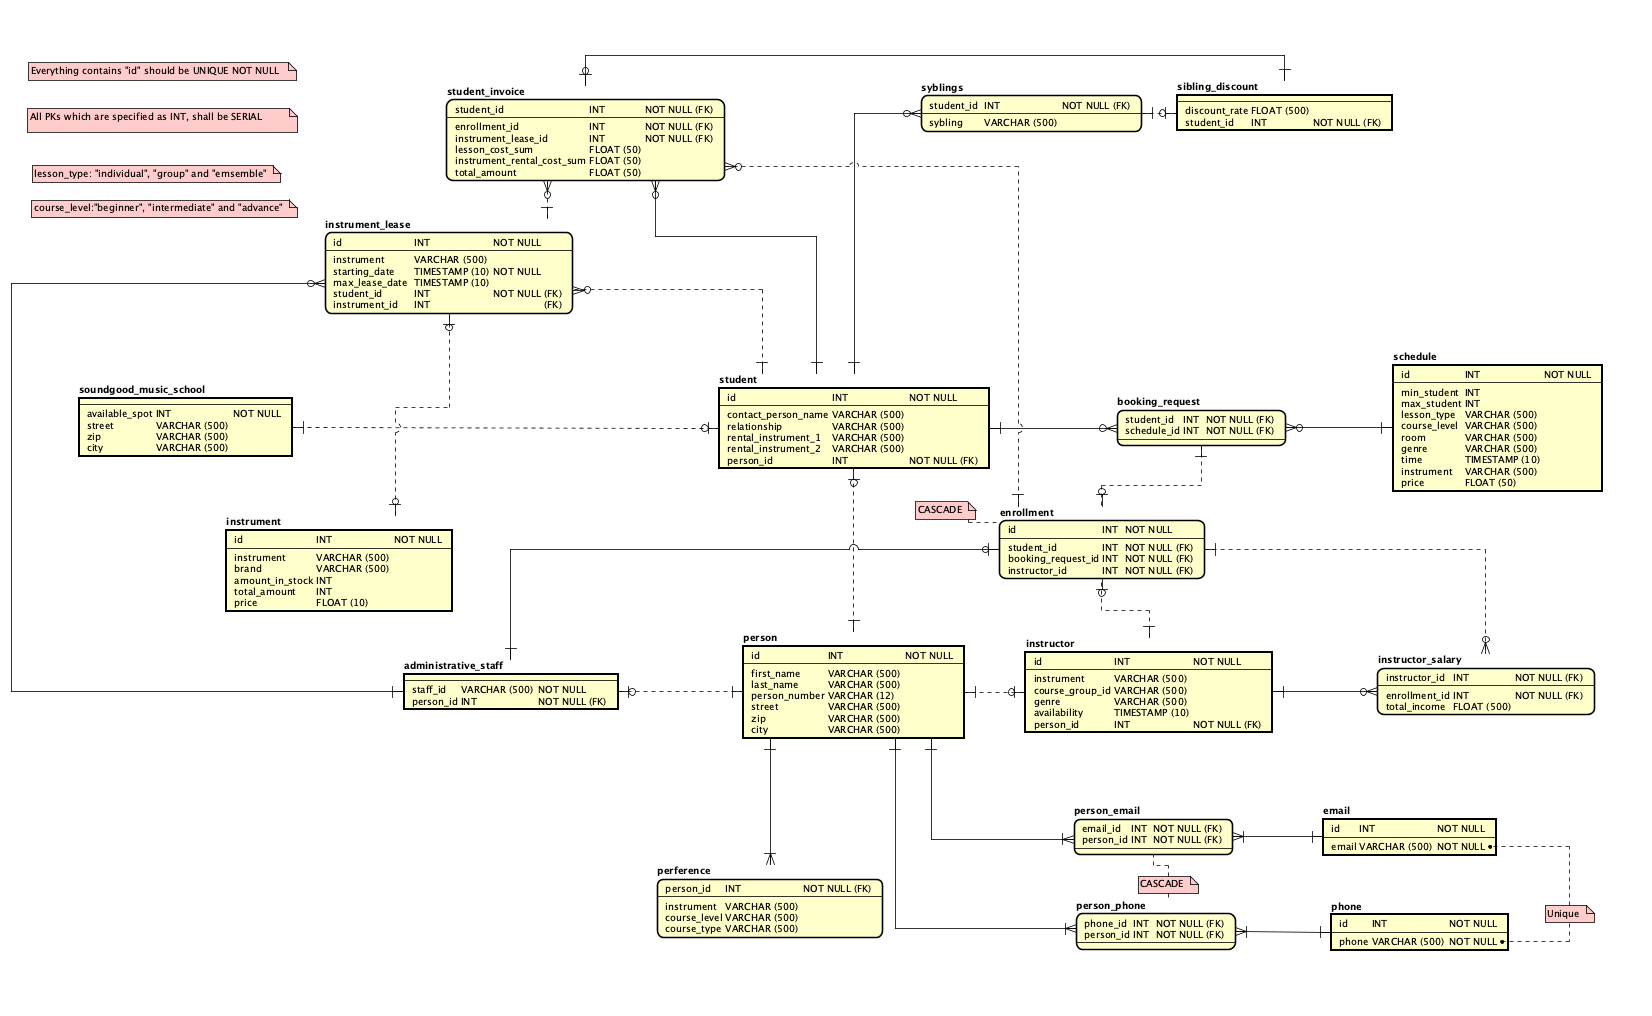 Everything contains "id" should be UNIQUE NOT NULL
All PKs which are specified as INT, shall be SERIAL
lesson_type: "individual", "group" and "emsemble"
course_level:"beginner", "intermediate" and "advance"
student_invoice
student_id INT NOT NULL (FK)
enrollment_id INT NOT NULL (FK)
instrument_lease_id INT NOT NULL (FK)
lesson_cost_sum FLOAT (50)
instrument_rental_cost_sum FLOAT (50)
total_amount FLOAT (50)
syblings
student_id INT NOT NULL (FK)
sybling VARCHAR (500)
sibling_discount
discount_rate FLOAT (500)
student_id INT NOT NULL (FK)
instrument_lease
id INT NOT NULL
instrument VARCHAR (500)
starting_date TIMESTAMP (10) NOT NULL
max_lease_date TIMESTAMP (10)
student_id INT NOT NULL (FK)
instrument_id INT (FK)
soundgood_music_school
available_spot INT NOT NULL
street VARCHAR (500)
zip VARCHAR (500)
city VARCHAR (500)
student
id INT NOT NULL
contact_person_name VARCHAR (500)
relationship VARCHAR (500)
rental_instrument_1 VARCHAR (500)
rental_instrument_2 VARCHAR (500)
person_id INT NOT NULL (FK)
booking_request
student_id INT NOT NULL (FK)
schedule_id INT NOT NULL (FK)
schedule
id INT NOT NULL
min_student INT
max_student INT
lesson_type VARCHAR (500)
course_level VARCHAR (500)
room VARCHAR (500)
genre VARCHAR (500)
time TIMESTAMP (10)
instrument VARCHAR (500)
price FLOAT (50)
instrument
id INT NOT NULL
instrument VARCHAR (500)
brand VARCHAR (500)
amount_in_stock INT
total_amount INT
price FLOAT (10)
CASCADE
enrollment
id INT NOT NULL
student_id INT NOT NULL (FK)
booking_request_id INT NOT NULL (FK)
instructor_id INT NOT NULL (FK)
administrative_staff
staff_id VARCHAR (500) NOT NULL
person_id INT NOT NULL (FK)
person
id INT NOT NULL
first_name VARCHAR (500)
last_name VARCHAR (500)
person_number VARCHAR (12)
street VARCHAR (500)
zip VARCHAR (500)
city VARCHAR (500)
instructor
id INT NOT NULL
instrument VARCHAR (500)
course_group_id VARCHAR (500)
genre VARCHAR (500)
availability TIMESTAMP (10)
person_id INT NOT NULL (FK)
instructor_salary
instructor_id INT NOT NULL (FK)
enrollment_id INT NOT NULL (FK)
total_income FLOAT (500)
perference
person_id INT NOT NULL (FK)
instrument VARCHAR (500)
course_level VARCHAR (500)
course_type VARCHAR (500)
person_email
email_id INT NOT NULL (FK)
person_id INT NOT NULL (FK)
email
id INT NOT NULL
email VARCHAR (500) NOT NULL
CASCADE
person_phone
phone_id INT NOT NULL (FK)
person_id INT NOT NULL (FK)
phone
id INT NOT NULL
phone VARCHAR (500) NOT NULL
Unique